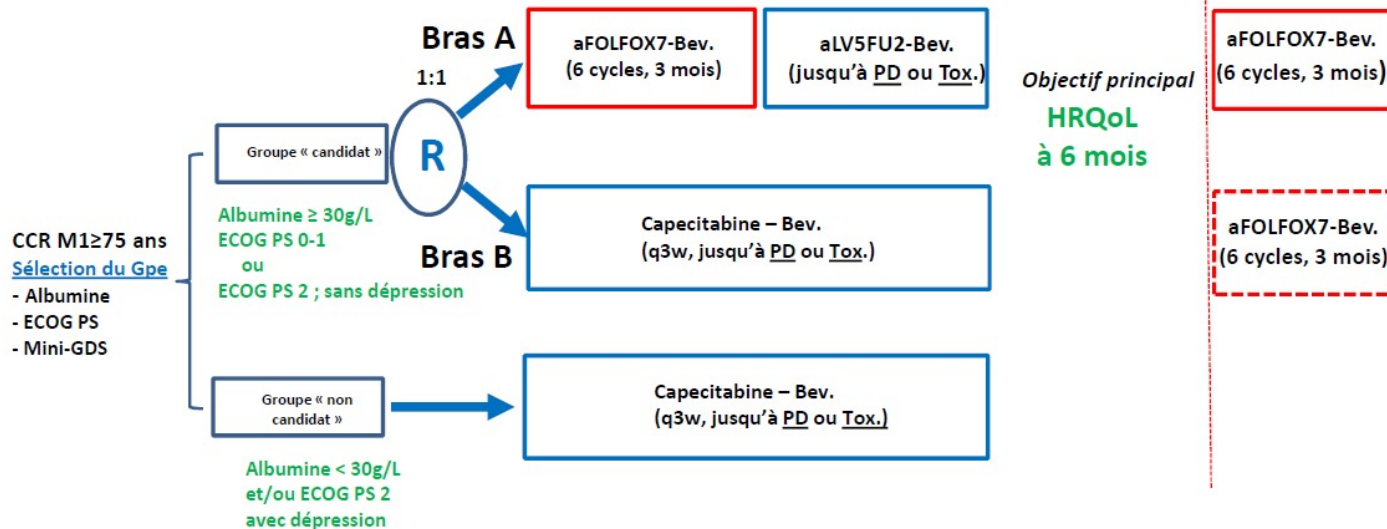 CCR M1≥75 ans
Sélection du Gpe
- Albumine
- ECOG PS
- Mini-GDS
Groupe « candidat »
Albumine ≥ 30g/L
ECOG PS 0-1
ou
ECOG PS 2 ; sans dépression
Groupe « non
candidat »
Albumine < 30g/L
et/ou ECOG PS 2
avec dépression
1:1
R
Bras A
aFOLFOX7-Bev.
(6 cycles, 3 mois)
aLV5FU2-Bev.
(jusqu’à PD ou Tox.)
Bras B
Capecitabine – Bev.
(q3w, jusqu’à PD ou Tox.)
Capecitabine – Bev.
(q3w, jusqu’à PD ou Tox.)
Objectif principal
HRQoL
à 6 mois
aFOLFOX7-Bev.
(6 cycles, 3 mois)
aFOLFOX7-Bev.
(6 cycles, 3 mois)